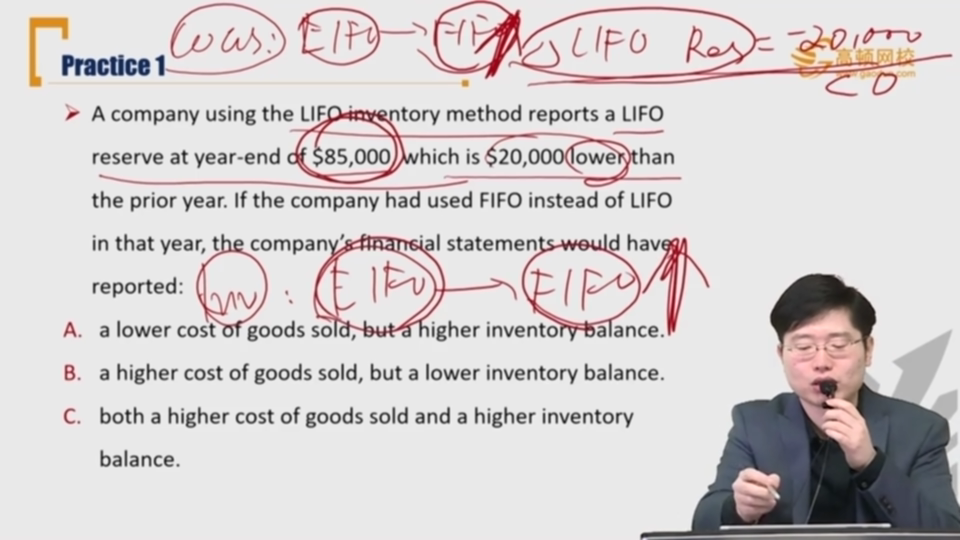 COGS: FIFO → FIFO ↑ LIFO Res = -20,000
< 0
高顿网校
Practice 1
➤ A company using the LIFO inventory method reports a LIFO
reserve at year-end of $85,000 which is $20,000 lower than
the prior year. If the company had used FIFO instead of LIFO
in that year, the company's financial statements would have
reported:
Inv : FIFO → FIFO ↑
A. a lower cost of goods sold, but a higher inventory balance.
B. a higher cost of goods sold, but a lower inventory balance.
C. both a higher cost of goods sold and a higher inventory
balance.